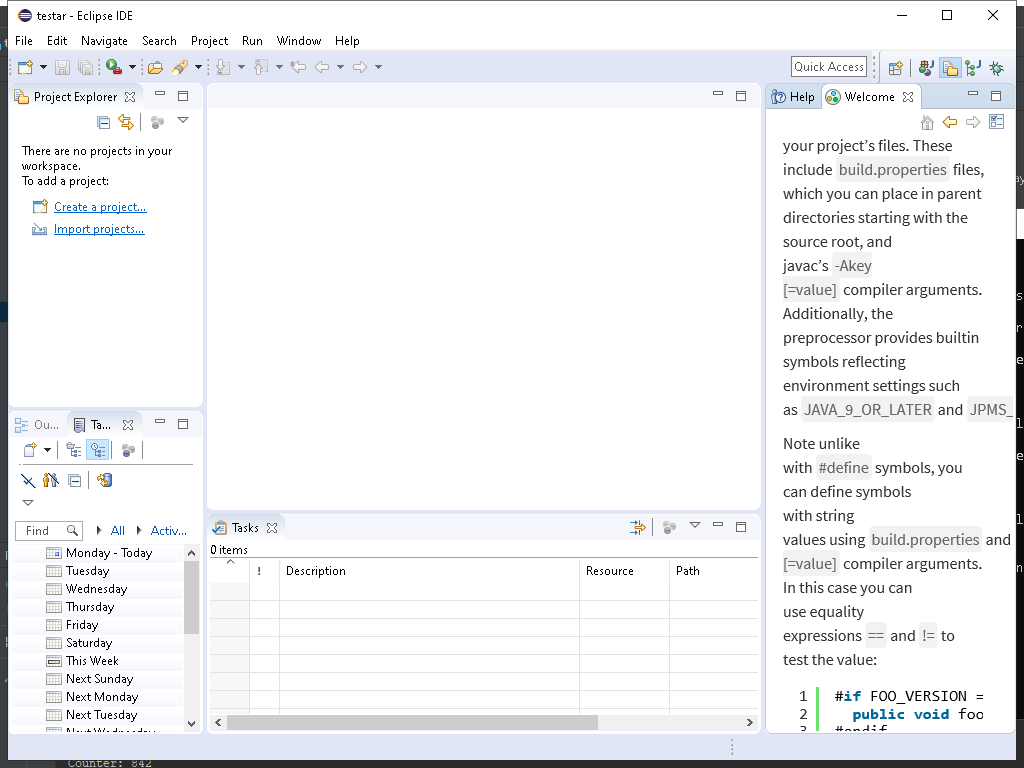 testar - Eclipse IDE
File Edit Navigate Search Project Run Window Help
Quick Access
Project Explorer
There are no projects in your
workspace.
To add a project:
Create a project...
Import projects...
Ou...
Ta...
Find
All
Activ...
Monday - Today
Tuesday
Wednesday
Thursday
Friday
Saturday
This Week
Next Sunday
Next Monday
Next Tuesday
Next Wednesday
Tasks
0 items
! Description Resource Path
Help
Welcome
your project’s files. These
include build.properties files,
which you can place in parent
directories starting with the
source root, and
javac’s -Akey
[=value] compiler arguments.
Additionally, the
preprocessor provides builtin
symbols reflecting
environment settings such
as JAVA_9_OR_LATER and JPMS_
Note unlike
with #define symbols, you
can define symbols
with string
values using build.properties and
[=value] compiler arguments.
In this case you can
use equality
expressions == and != to
test the value:
1 #if FOO_VERSION =
2 public void foo
3 #endif
Counter: 842